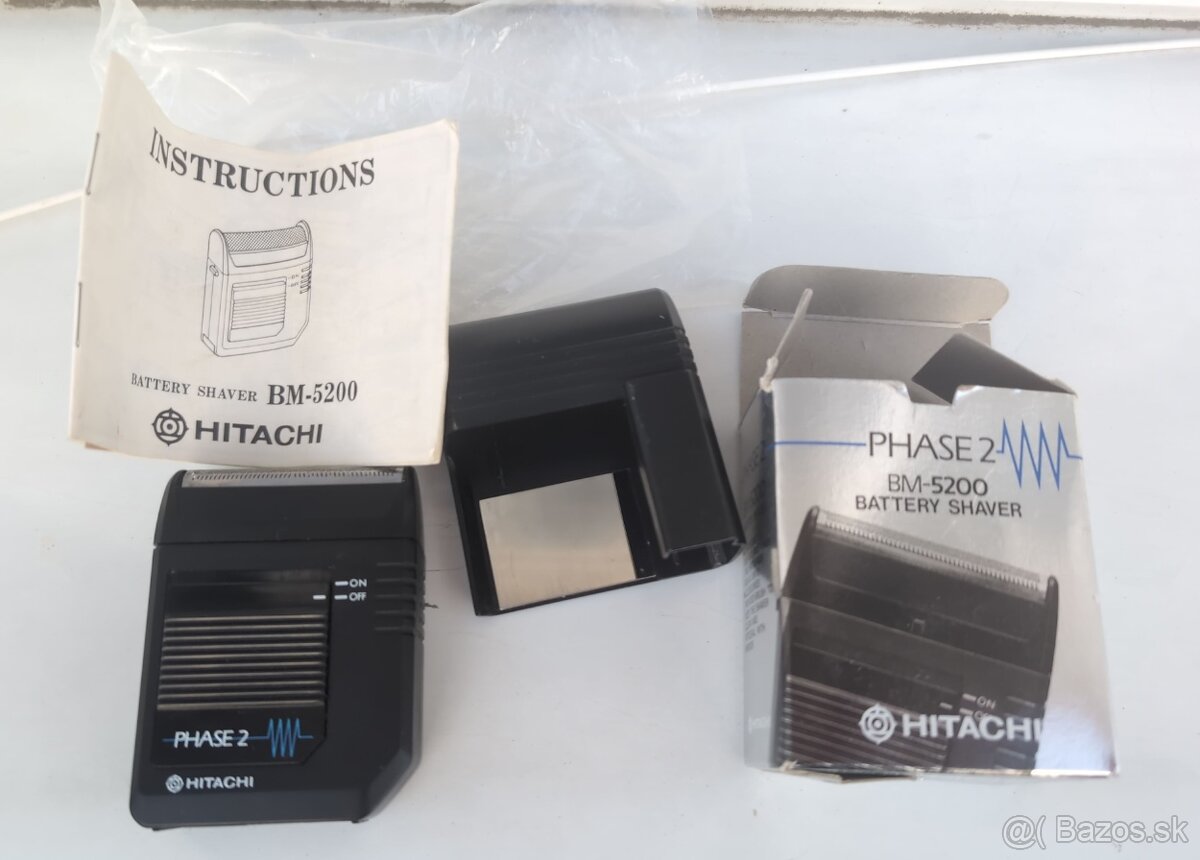 INSTRUCTIONS
BATTERY SHAVER BM-5200
HITACHI
ON
OFF
PHASE 2
HITACHI
PHASE 2
BM-5200
BATTERY SHAVER
ON
HITACHI
@( Bazos.sk